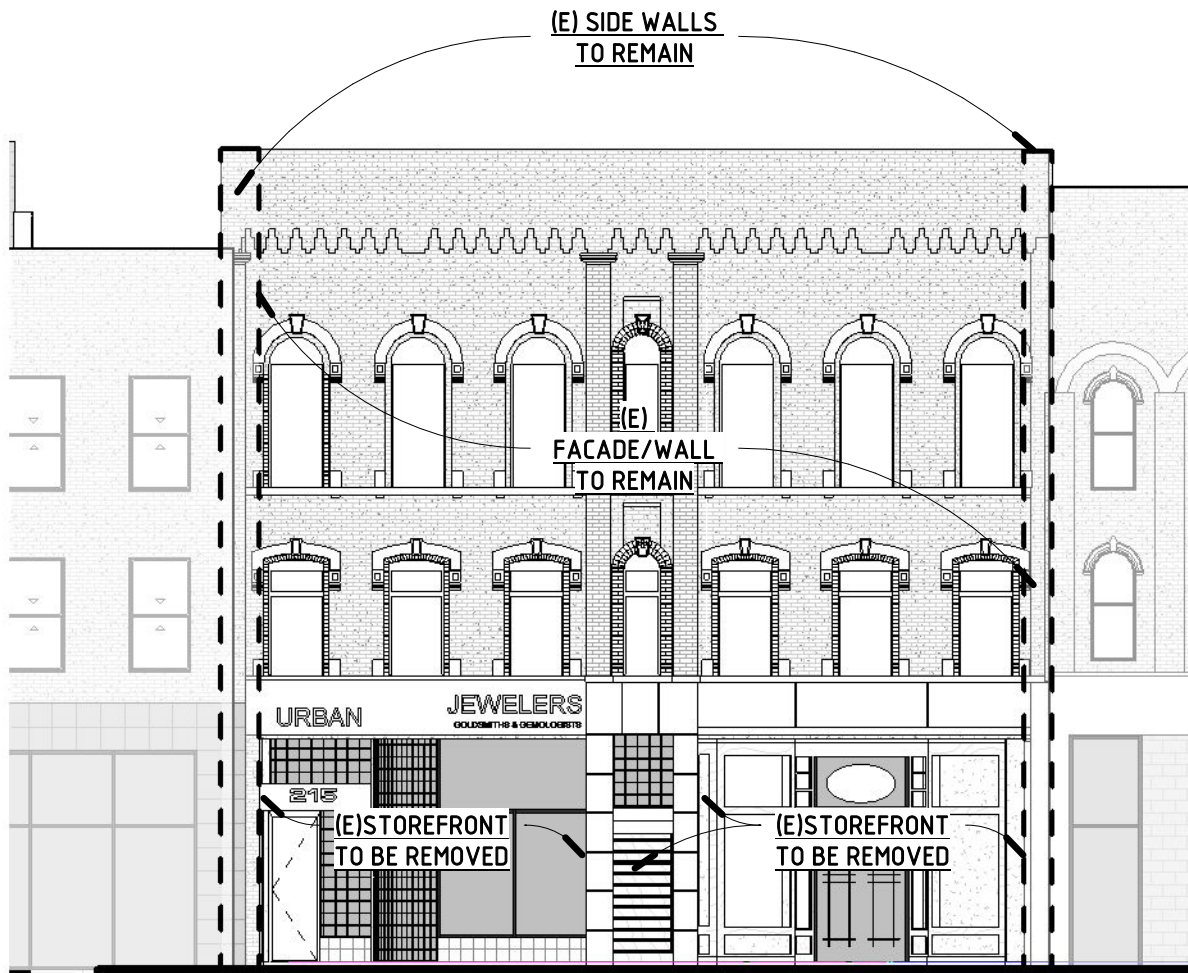 (E) SIDE WALLS
TO REMAIN
(E)
FACADE/WALL
TO REMAIN
URBAN
JEWELERS
GOLDSMITHS & GEMOLOGISTS
215
(E)STOREFRONT
TO BE REMOVED
(E)STOREFRONT
TO BE REMOVED